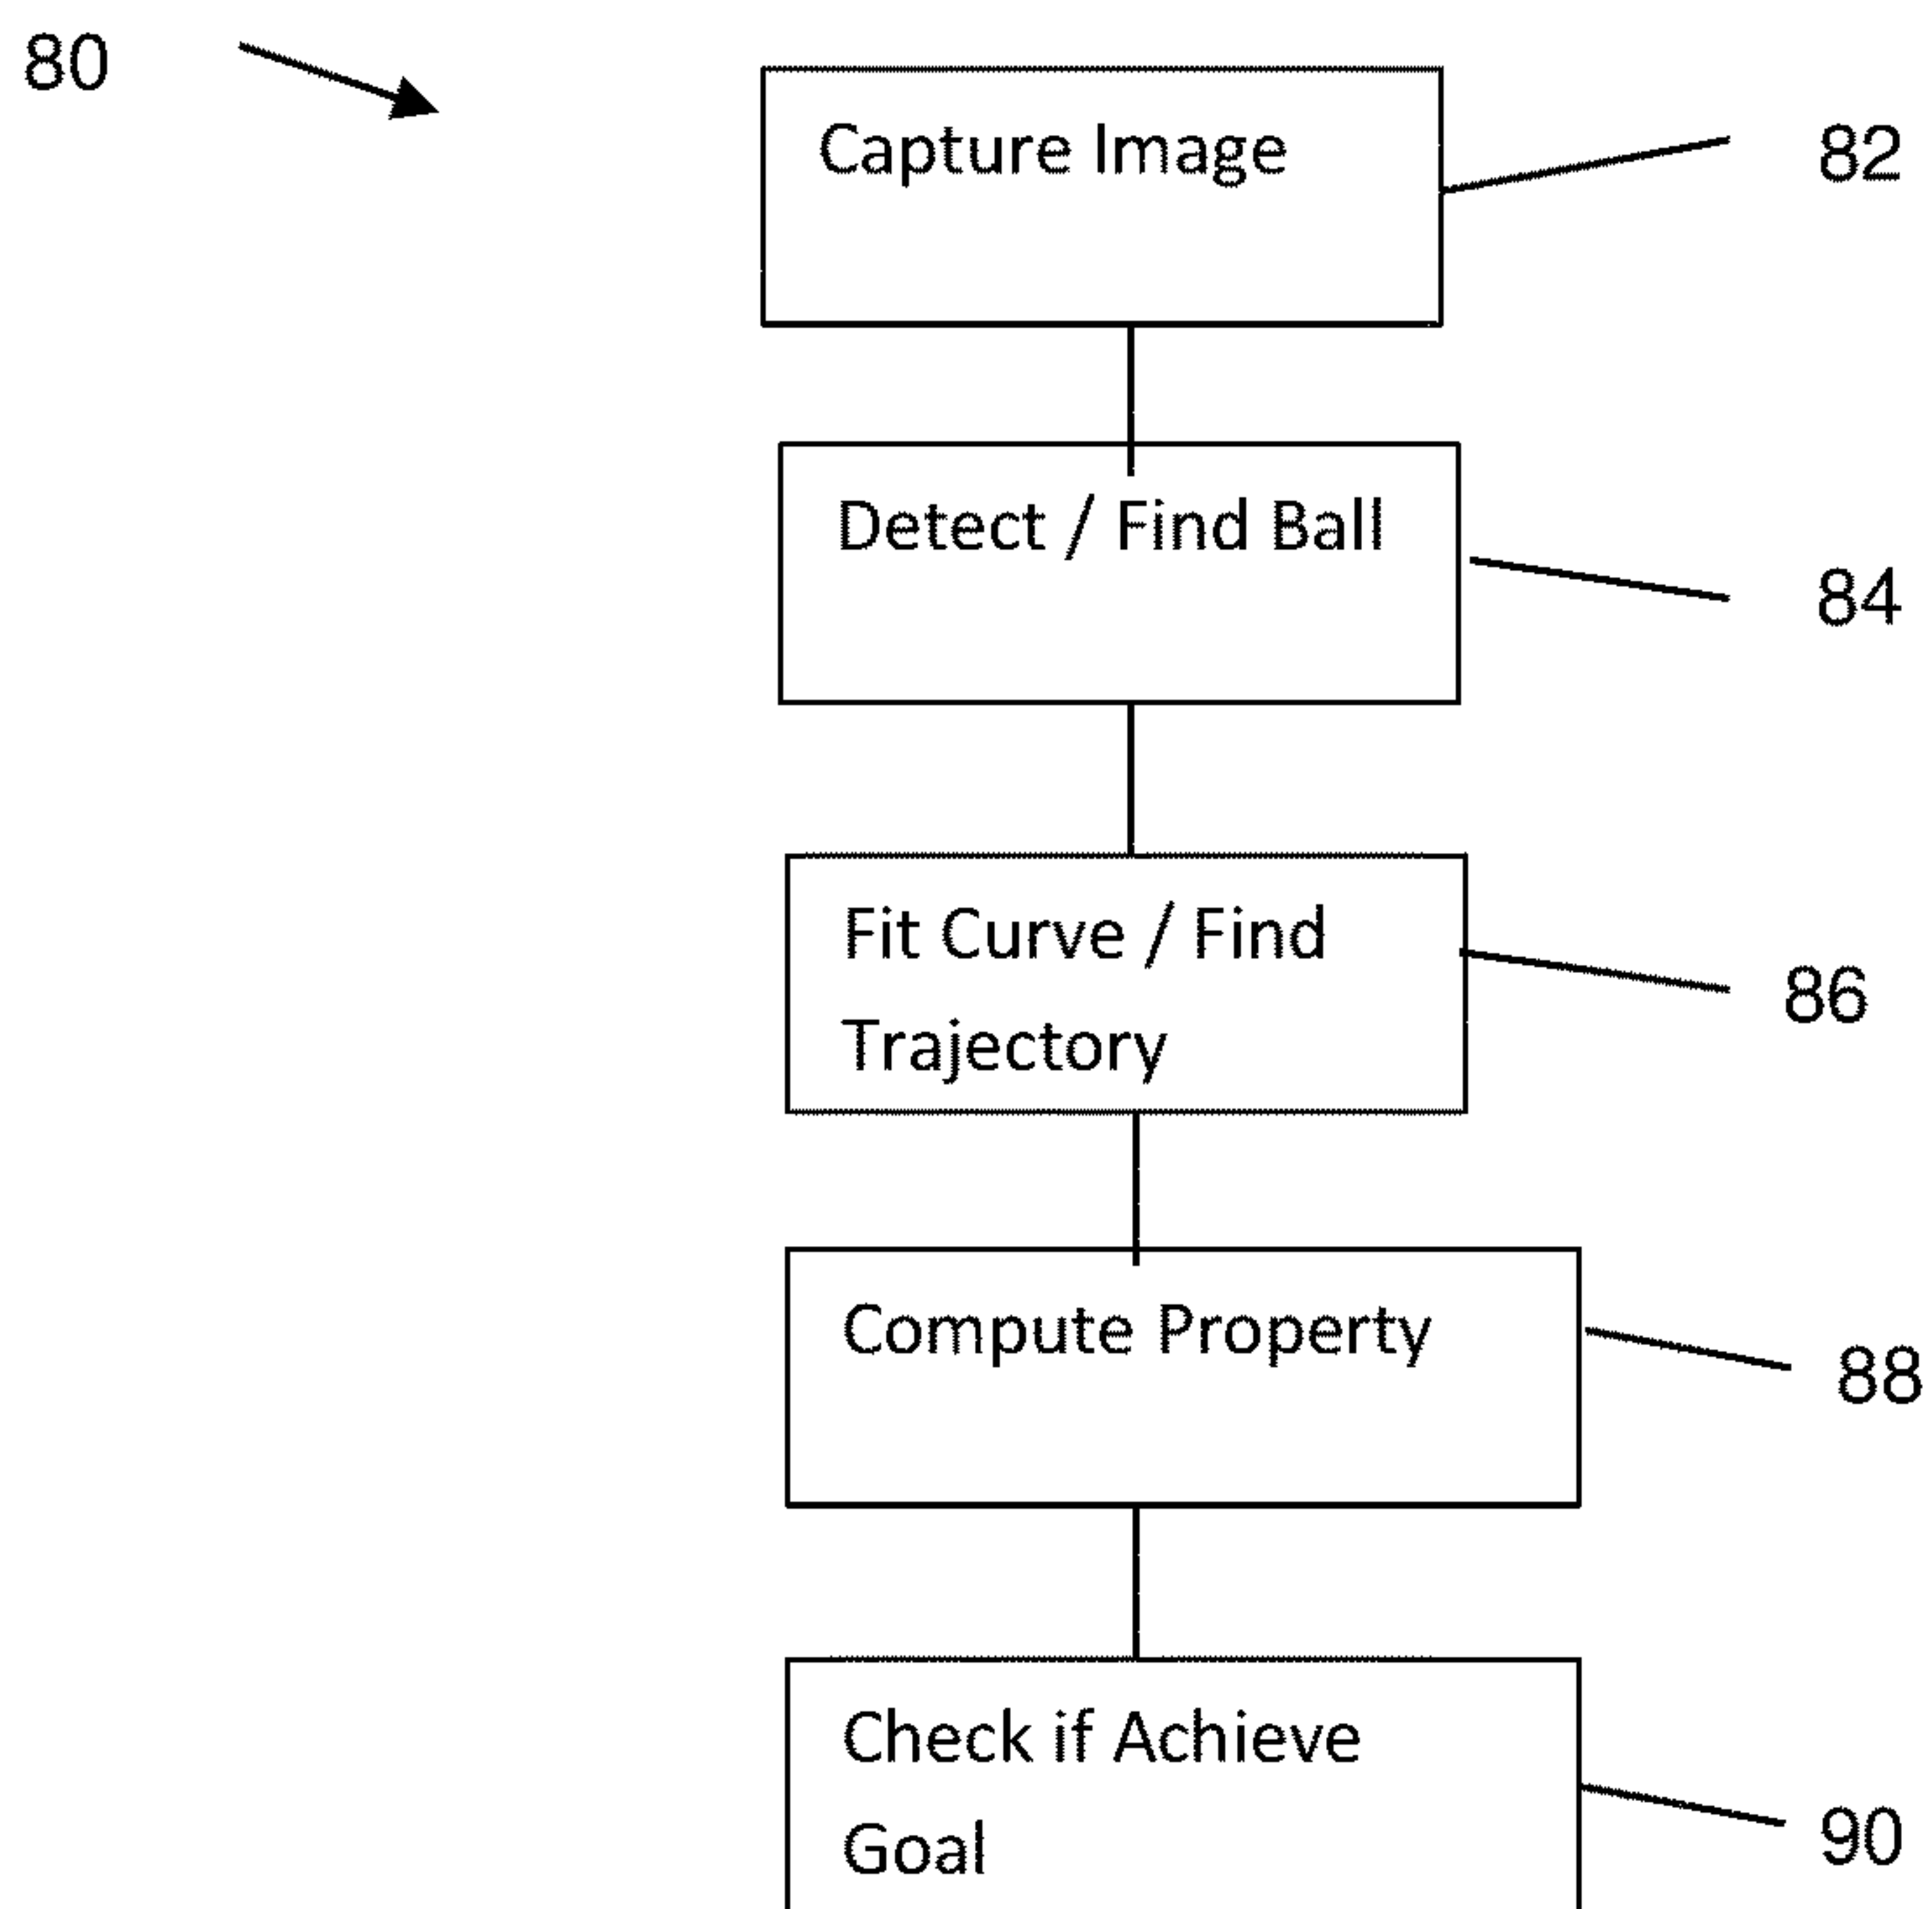 80
Capture Image
82
Detect / Find Ball
84
Fit Curve / Find
Trajectory
86
Compute Property
88
Check if Achieve
Goal
90